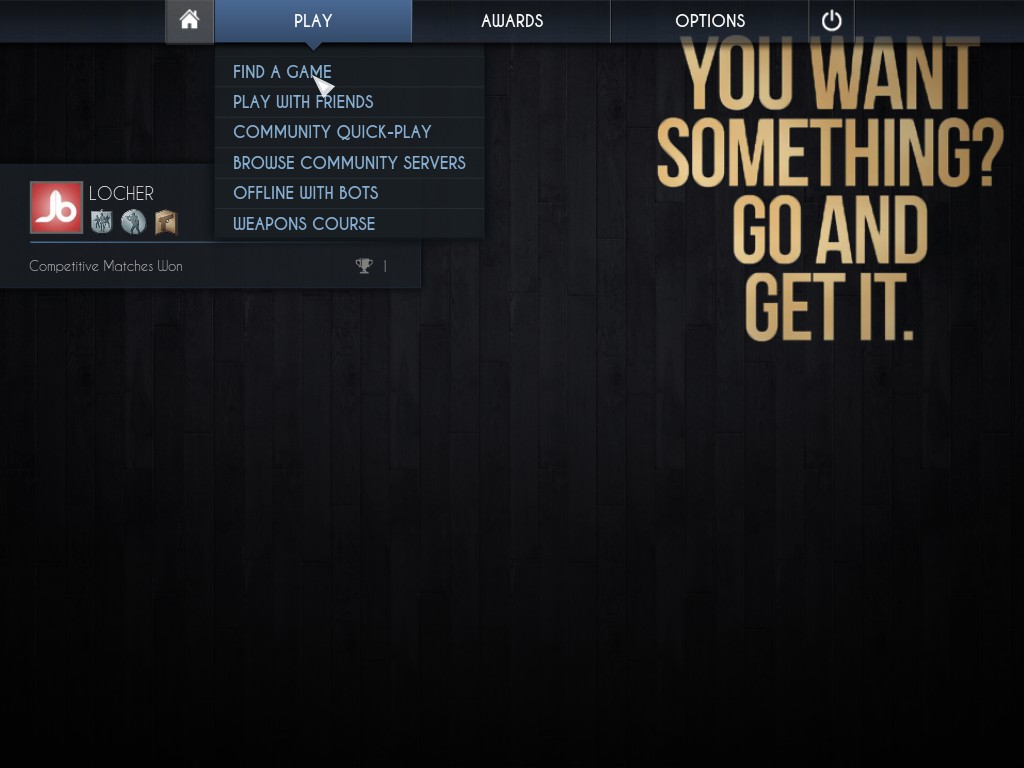 PLAY
AWARDS
OPTIONS
FIND A GAME
PLAY WITH FRIENDS
COMMUNITY QUICK-PLAY
BROWSE COMMUNITY SERVERS
OFFLINE WITH BOTS
WEAPONS COURSE
LOCHER
Competitive Matches Won
1
YOU WANT
SOMETHING?
GO AND
GET IT.